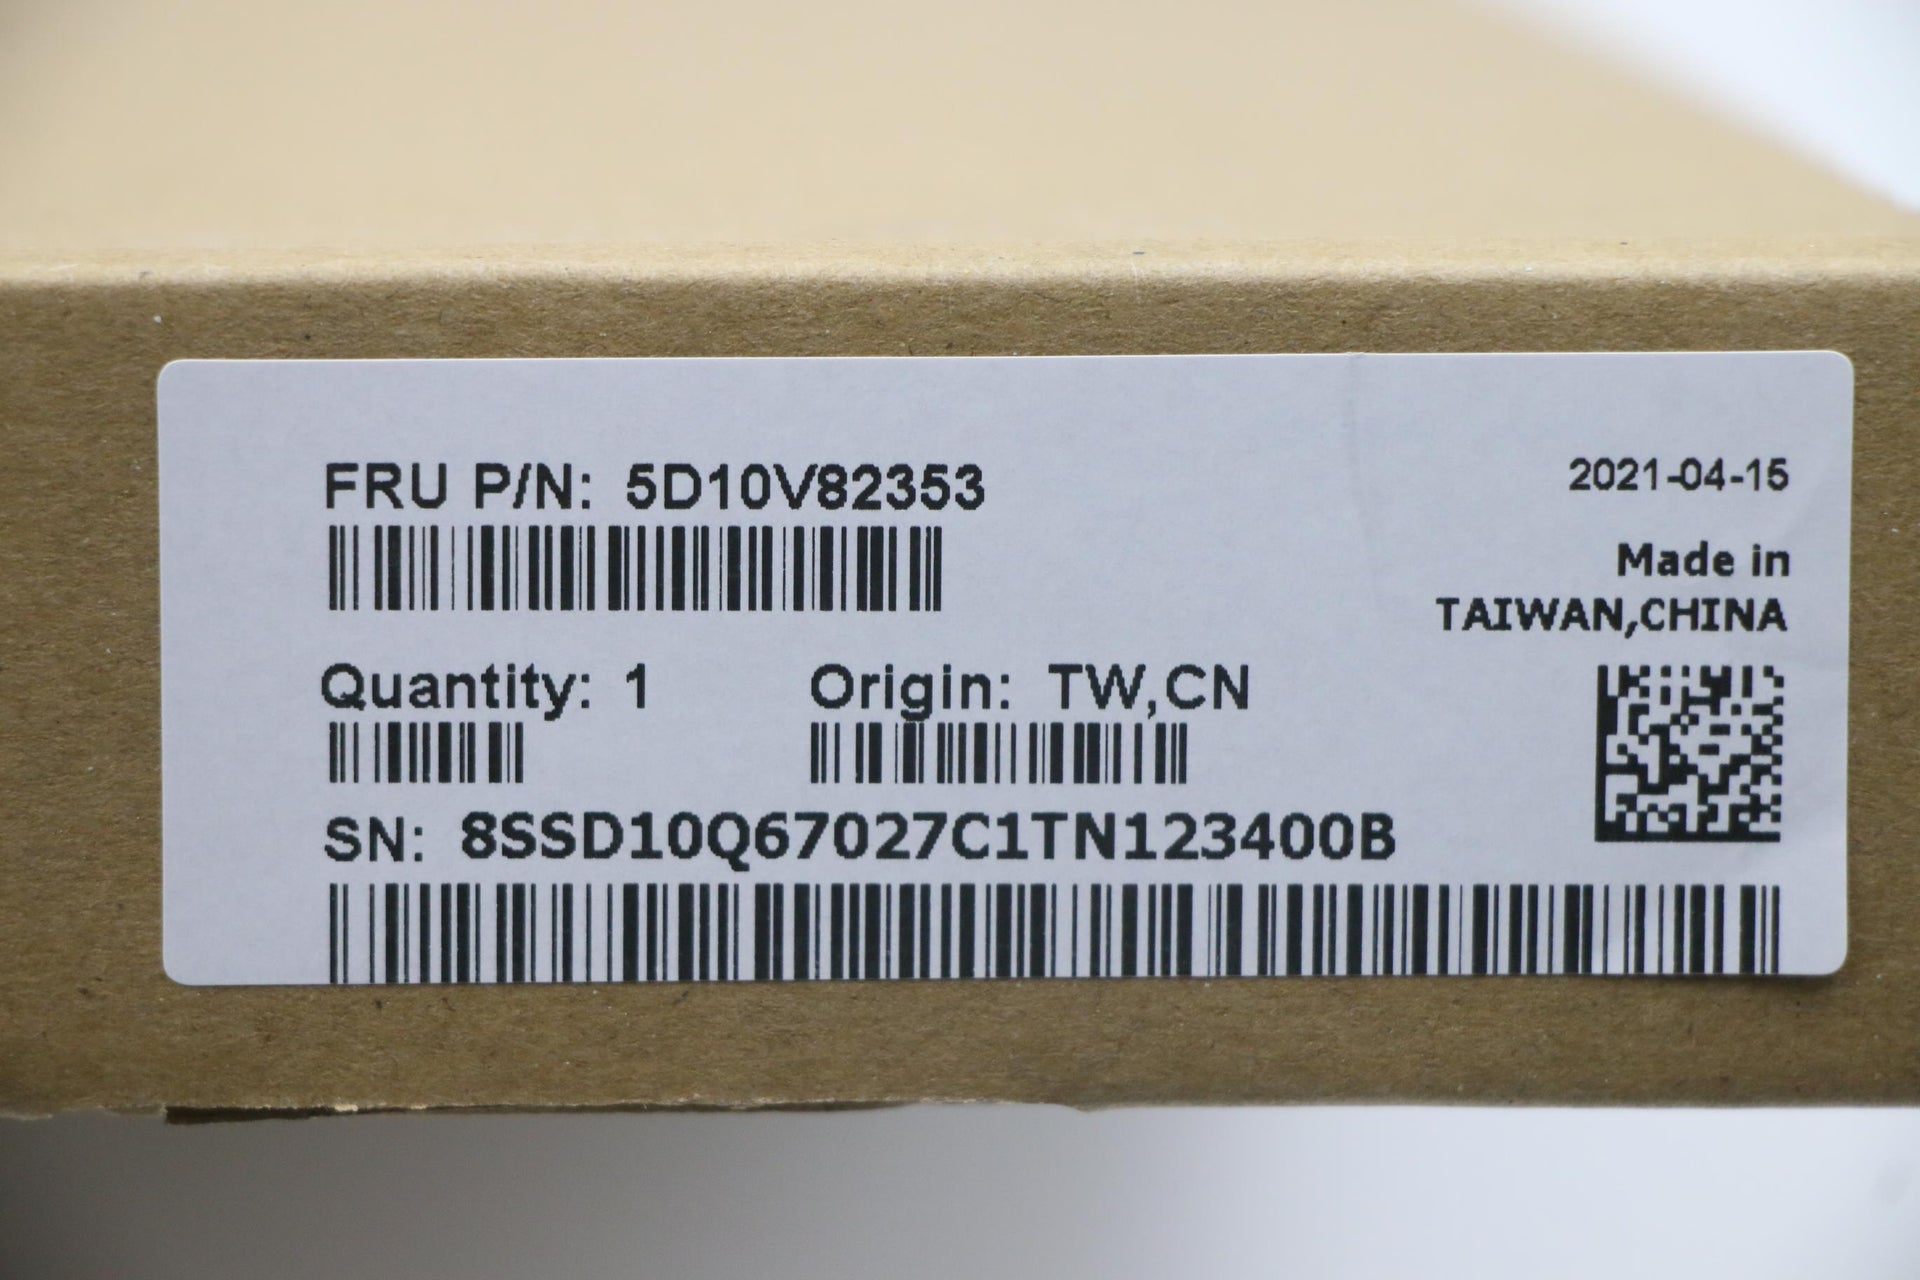 FRU P/N: 5D10V82353
2021-04-15
Made in
TAIWAN,CHINA
Quantity: 1
Origin: TW,CN
SN: 8SSD10Q67027C1TN123400B